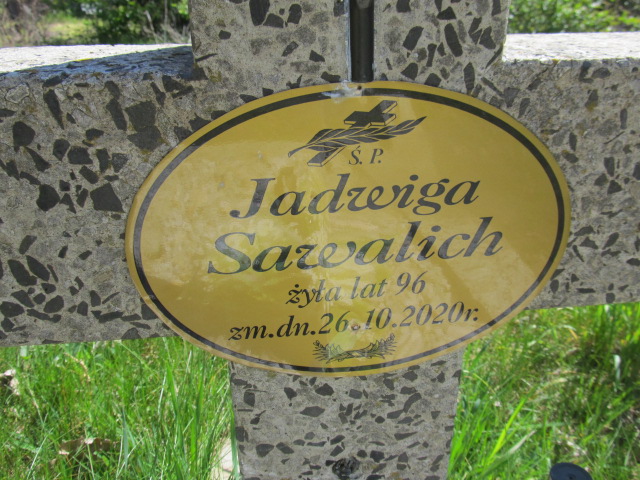 Ś. P.
Jadwiga
Sawalich
żyła lat 96
zm.dn.26.10.2020r.